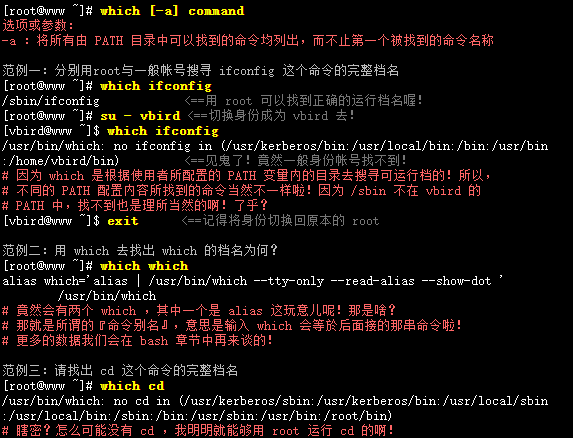 [root@www ~]# which [-a] command
选项或参数:
-a : 将所有由 PATH 目录中可以找到的命令均列出，而不止第一个被找到的命令名称
范例一: 分别用root与一般帐号搜寻 ifconfig 这个命令的完整档名
[root@www ~]# which ifconfig
/sbin/ifconfig <==用 root 可以找到正确的运行档名喔!
[root@www ~]# su - vbird <==切换身份成为 vbird 去!
[vbird@www ~]$ which ifconfig
/usr/bin/which: no ifconfig in (/usr/kerberos/bin:/usr/local/bin:/bin:/usr/bin
:/home/vbird/bin) <==见鬼了! 竟然一般身份帐号找不到!
# 因为 which 是根据使用者所配置的 PATH 变量内的目录去搜寻可运行档的! 所以，
# 不同的 PATH 配置内容所找到的命令当然不一样啦! 因为 /sbin 不在 vbird 的
# PATH 中，找不到也是理所当然的啊! 了乎?
[vbird@www ~]$ exit <==记得将身份切换回原本的 root
范例二: 用 which 去找出 which 的档名为何?
[root@www ~]# which which
alias which='alias | /usr/bin/which --tty-only --read-alias --show-dot '
/usr/bin/which
# 竟然会有两个 which ，其中一个是 alias 这玩意儿呢! 那是啥?
# 那就是所谓的『命令别名』，意思是输入 which 会等於后面接的那串命令啦!
# 更多的数据我们会在 bash 章节中再来谈的!
范例三: 请找出 cd 这个命令的完整档名
[root@www ~]# which cd
/usr/bin/which: no cd in (/usr/kerberos/sbin:/usr/kerberos/bin:/usr/local/sbin
:/usr/local/bin:/sbin:/bin:/usr/sbin:/usr/bin:/root/bin)
# 瞎密? 怎么可能没有 cd ，我明明就能够用 root 运行 cd 的啊!